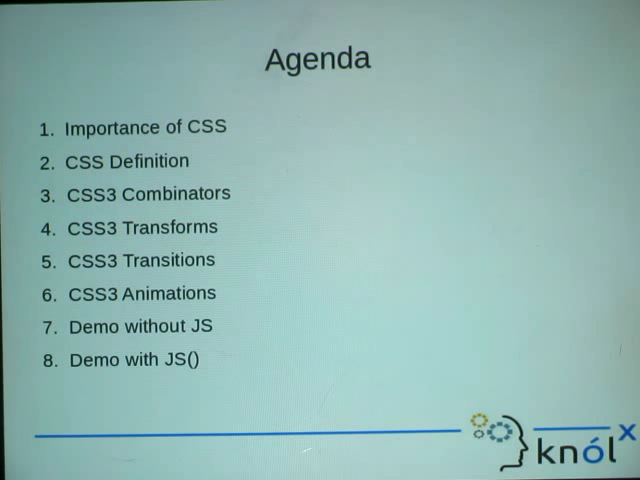 Agenda
1. Importance of CSS
2. CSS Definition
3. CSS3 Combinators
4. CSS3 Transforms
5. CSS3 Transitions
6. CSS3 Animations
7. Demo without JS
8. Demo with JS()
knólx